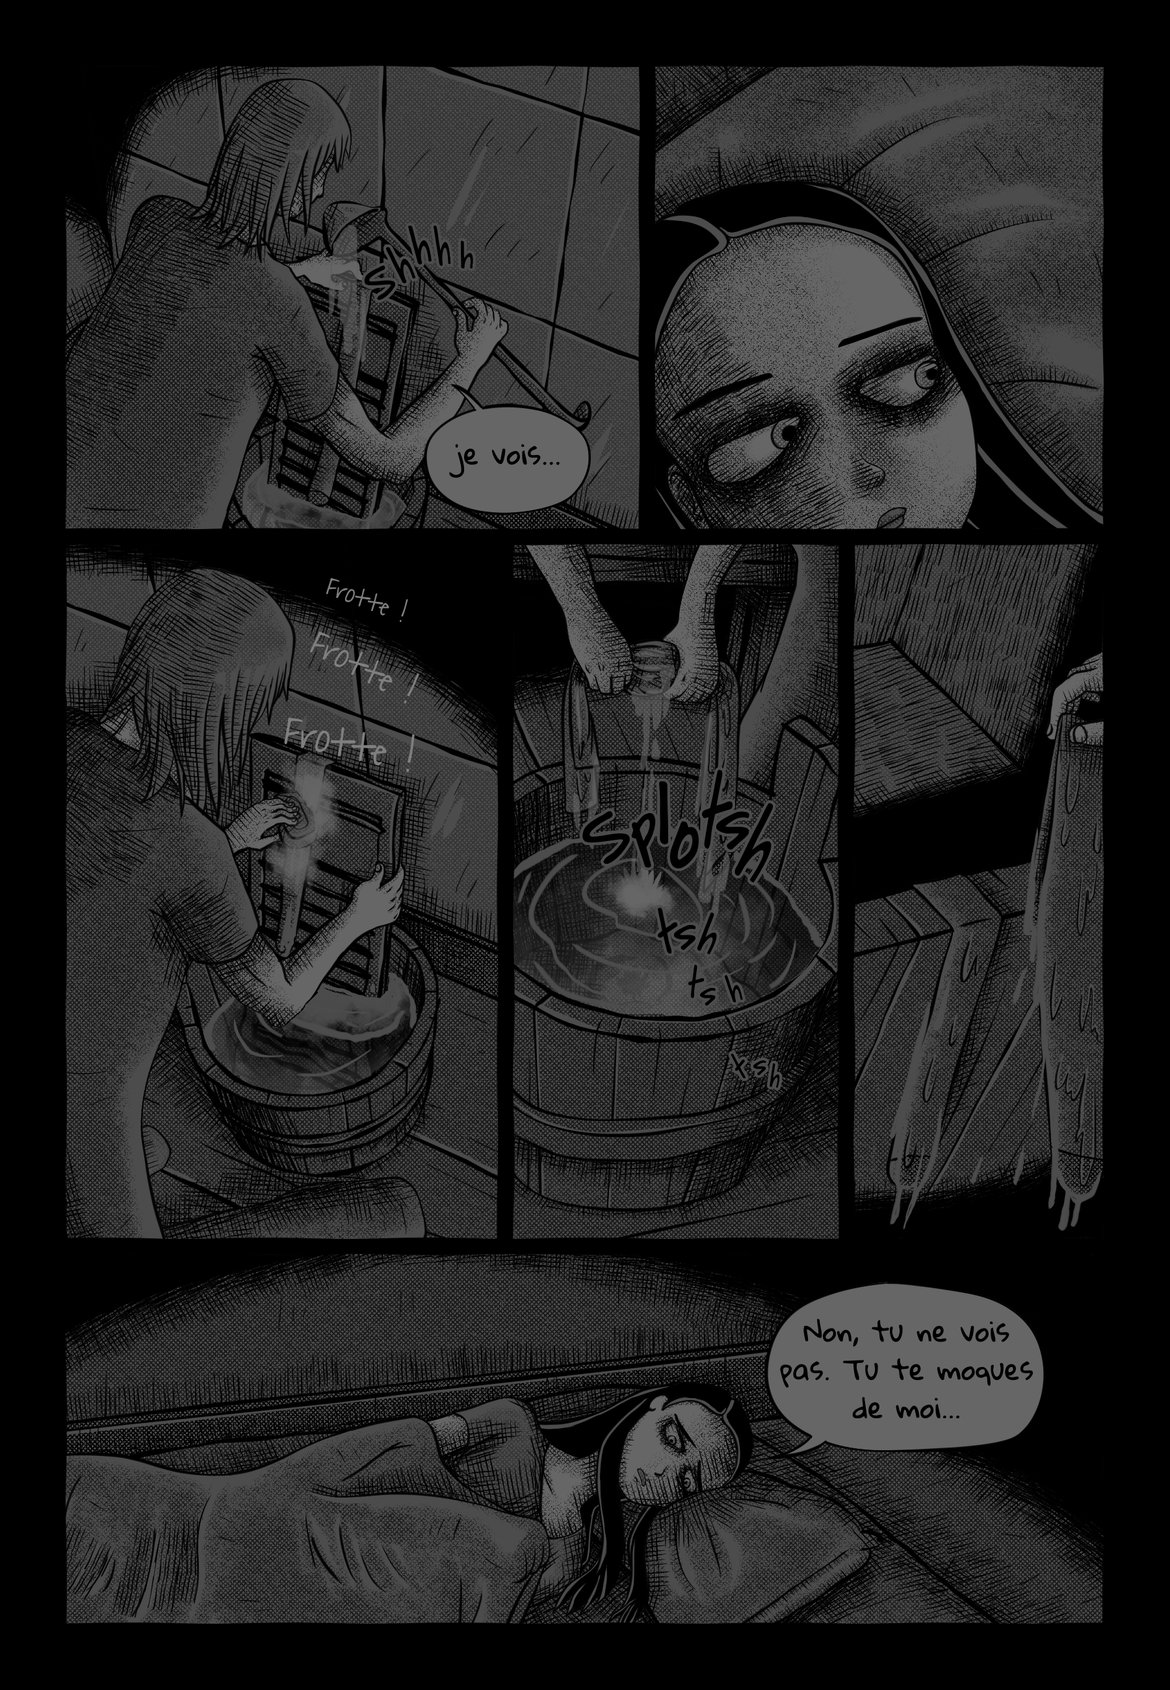 shhhh
je vois...
Frotte !
Frotte !
Frotte !
splotsh
tsh
tsh
tsh
Non, tu ne vois
pas. Tu te moques
de moi...